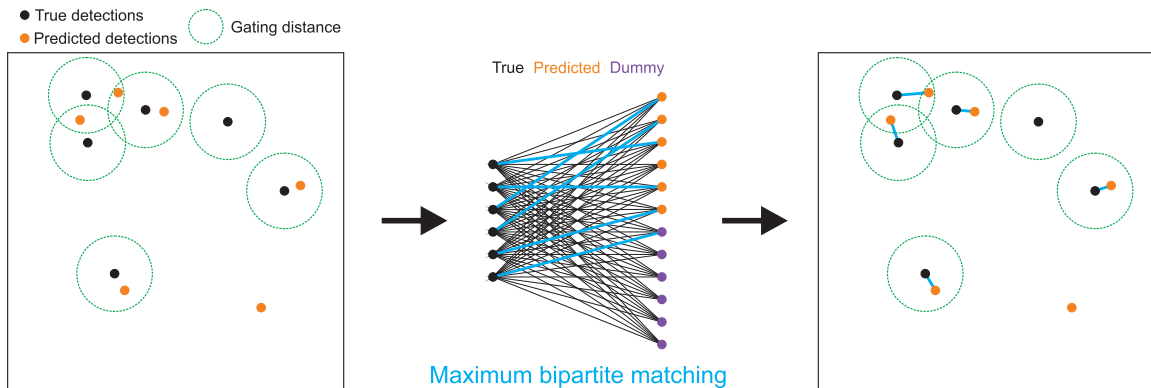 True detections
Predicted detections
Gating distance
True Predicted Dummy
Maximum bipartite matching